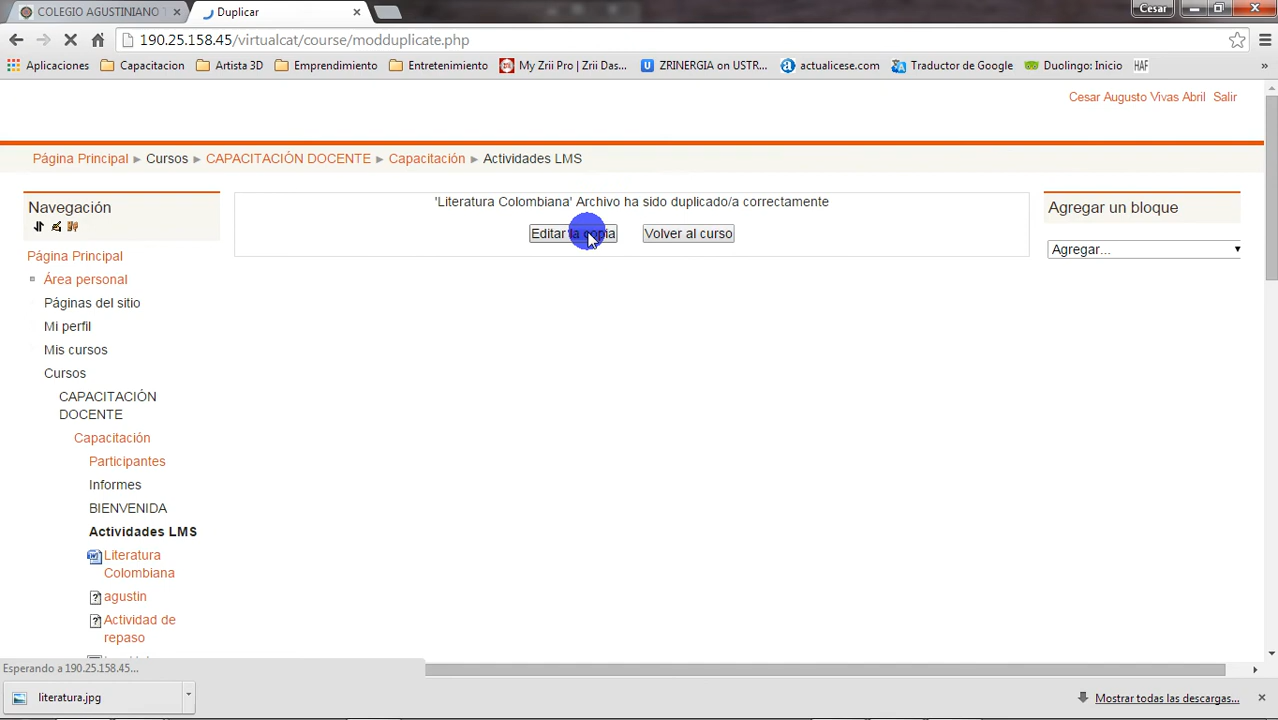 COLEGIO AGUSTINIANO
Duplicar
Cesar
190.25.158.45/virtualcat/course/modduplicate.php
Aplicaciones Capacitacion Artista 3D Emprendimiento Entretenimiento My Zrii Pro | Zrii Das... ZRINERGIA on USTR... actualicese.com Traductor de Google Duolingo: Inicio HAF »
Cesar Augusto Vivas Abril Salir
Página Principal ► Cursos ► CAPACITACIÓN DOCENTE ► Capacitación ► Actividades LMS
Navegación
'Literatura Colombiana' Archivo ha sido duplicado/a correctamente
Editar la copia Volver al curso
Agregar un bloque
Agregar...
Página Principal
Área personal
Páginas del sitio
Mi perfil
Mis cursos
Cursos
CAPACITACIÓN
DOCENTE
Capacitación
Participantes
Informes
BIENVENIDA
Actividades LMS
Literatura
Colombiana
agustin
Actividad de
repaso
Esperando a 190.25.158.45...
literatura.jpg
Mostrar todas las descargas...